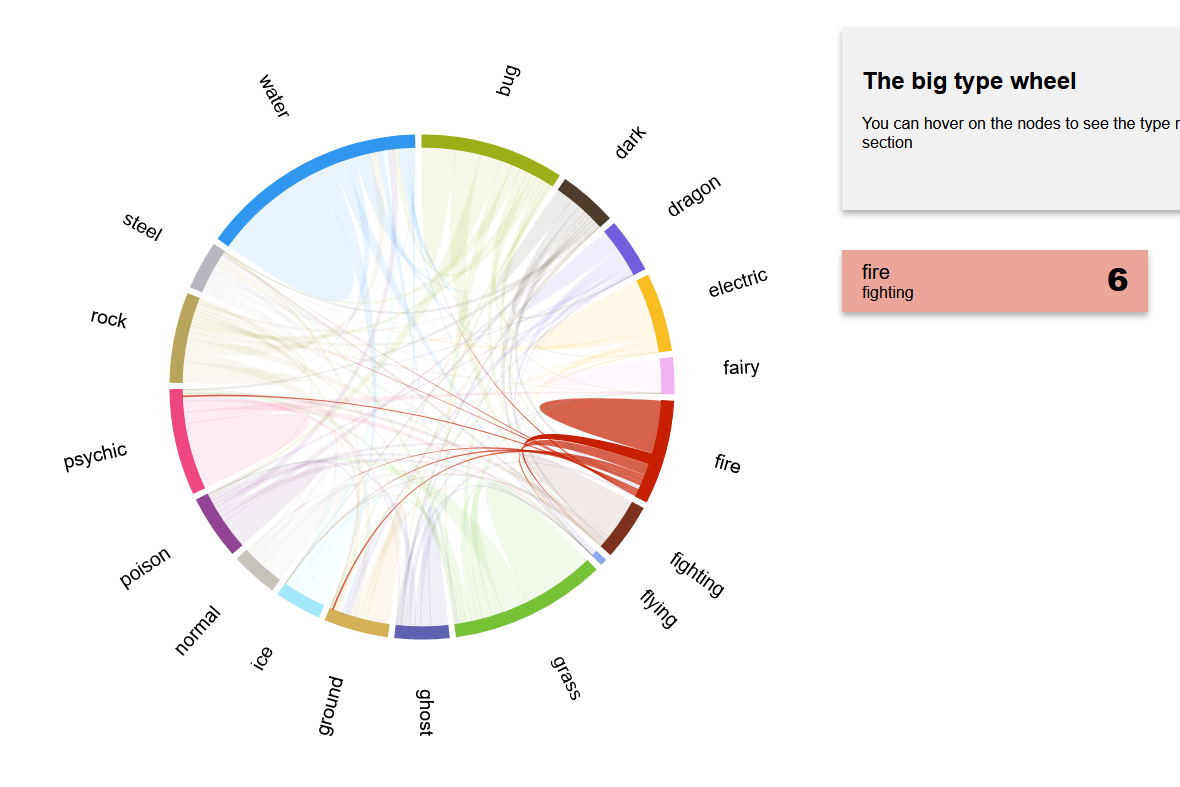 The big type wheel
You can hover on the nodes to see the type
section
fire
6
fighting
water
bug
dark
dragon
electric
fairy
fire
fighting
flying
grass
ghost
ground
ice
normal
poison
psychic
rock
steel